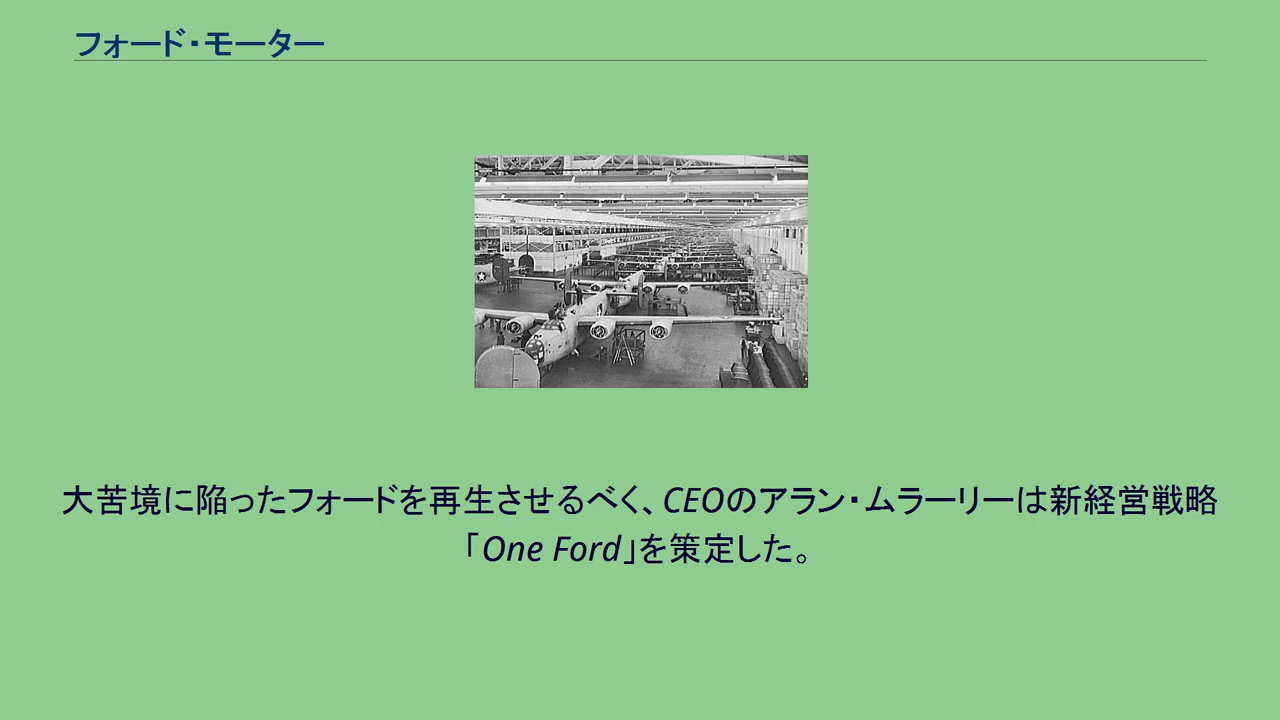 フォード・モーター
大苦境に陥ったフォードを再生させるべく、CEOのアラン・ムラーリーは新経営戦略
「One Ford」を策定した。